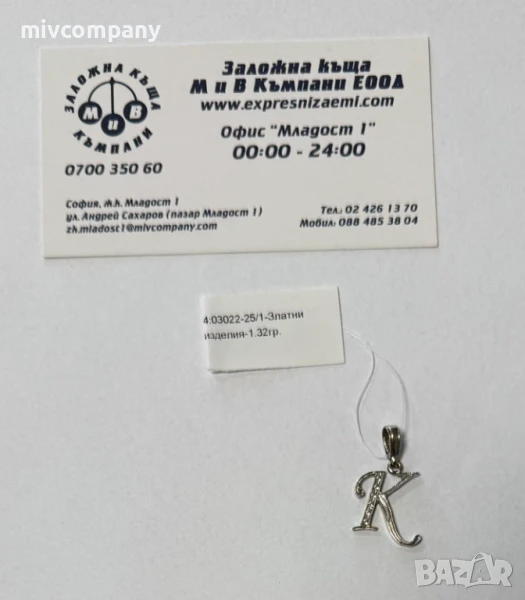 mivcompany
ЗАЛОЖНА КЪЩА
М и В
КЪМПАНИ
0700 350 60
Заложна къща
М и В Къмпани ЕООД
www.expresnizaemi.com
Офис "Младост 1"
00:00 - 24:00
София, ж.к. Младост 1
ул. Андрей Сахаров (пазар Младост 1)
zh.mladost1@mivcompany.com
Тел.: 02 426 13 70
Мобил: 088 485 38 04
4:03022-25/1-Златни
изделия-1.32гр.
K
BAZAR